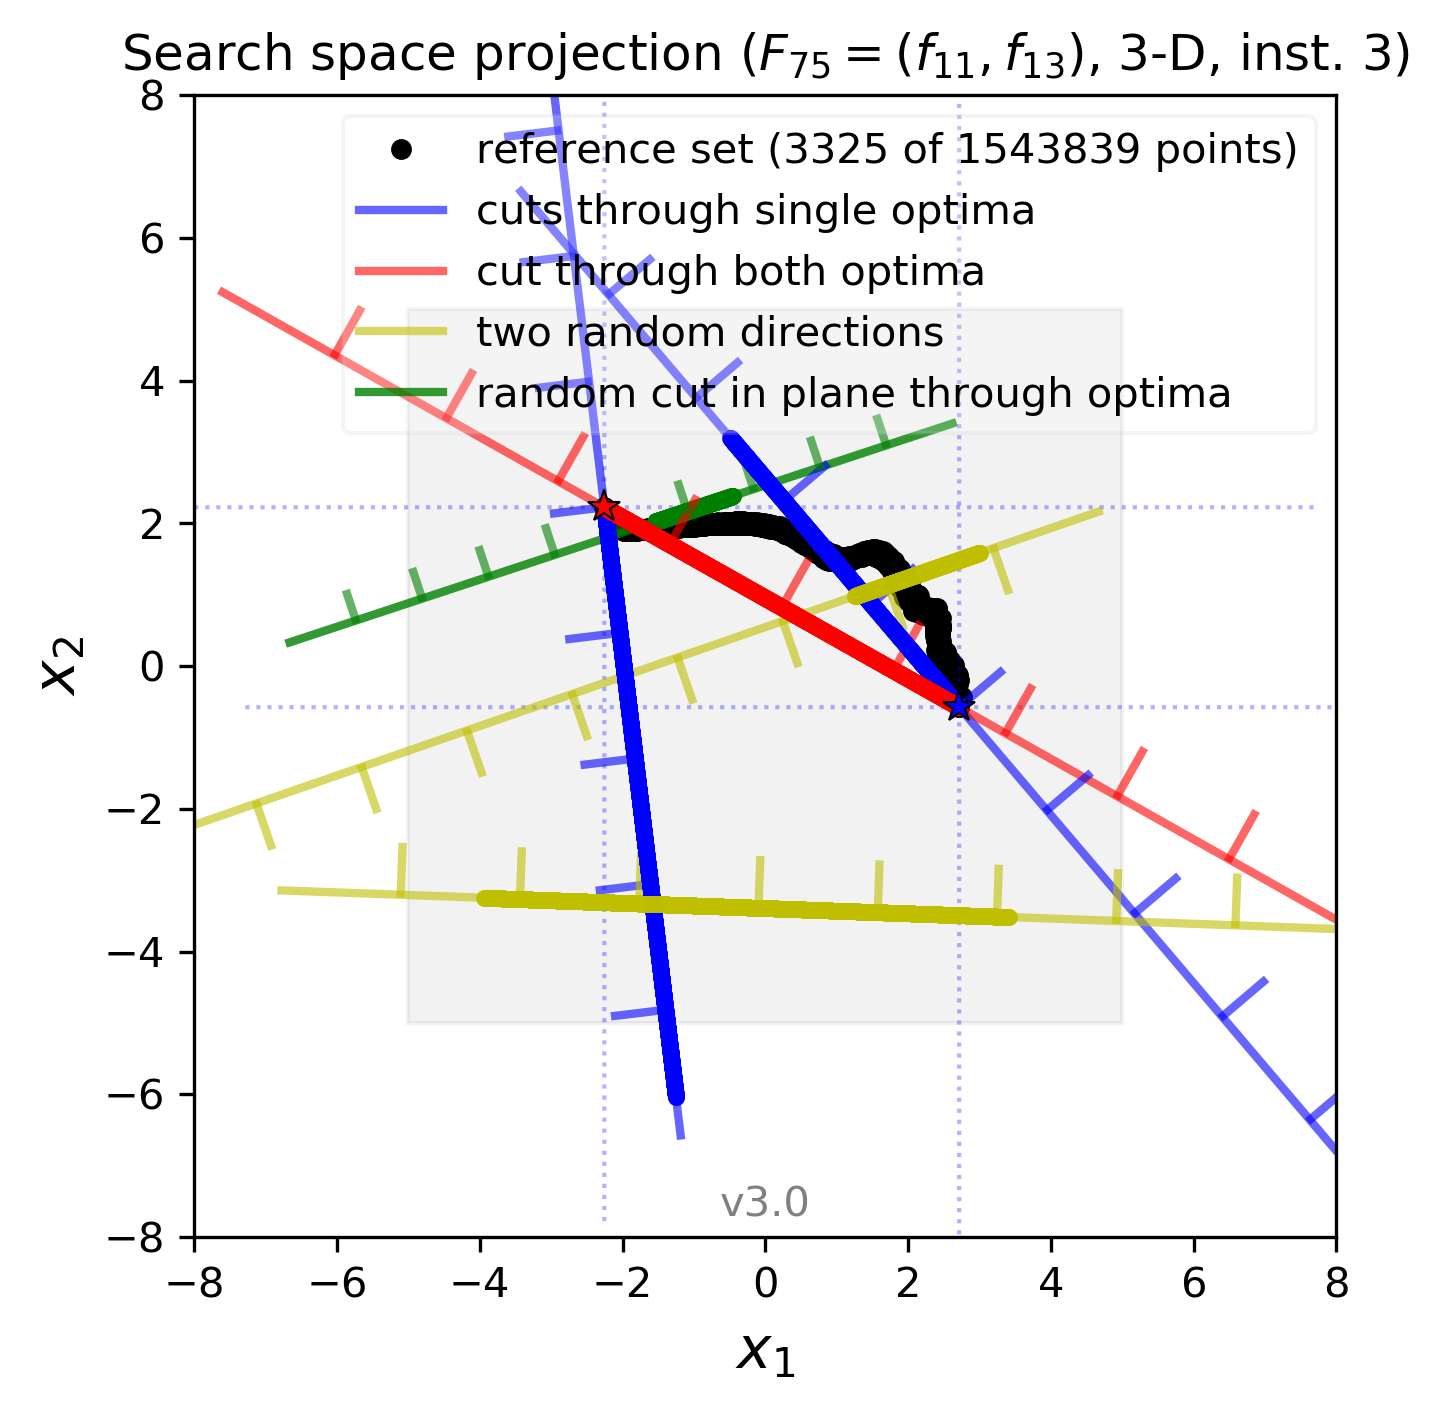 Search space projection (F₇₅ = (f₁₁, f₁₃), 3-D, inst. 3)
reference set (3325 of 1543839 points)
cuts through single optima
cut through both optima
two random directions
random cut in plane through optima
8
6
4
2
0
−2
−4
−6
−8
x₂
v3.0
−8 −6 −4 −2 0 2 4 6 8
x₁